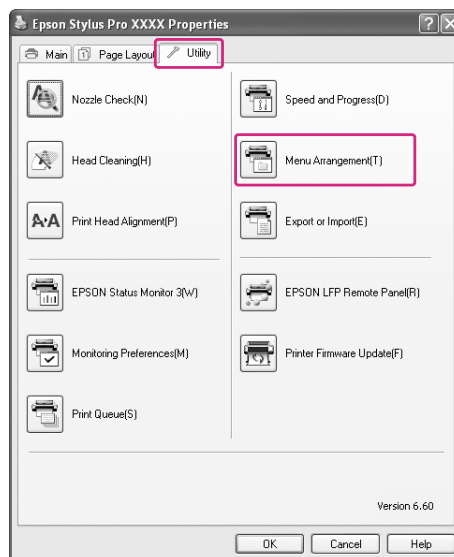 Epson Stylus Pro XXXX Properties
Main
Page Layout
Utility
Nozzle Check(N)
Speed and Progress(D)
Head Cleaning(H)
Menu Arrangement(T)
Print Head Alignment(P)
Export or Import(E)
EPSON Status Monitor 3(W)
EPSON LFP Remote Panel(R)
Monitoring Preferences(M)
Printer Firmware Update(F)
Print Queue(S)
Version 6.60
OK
Cancel
Help